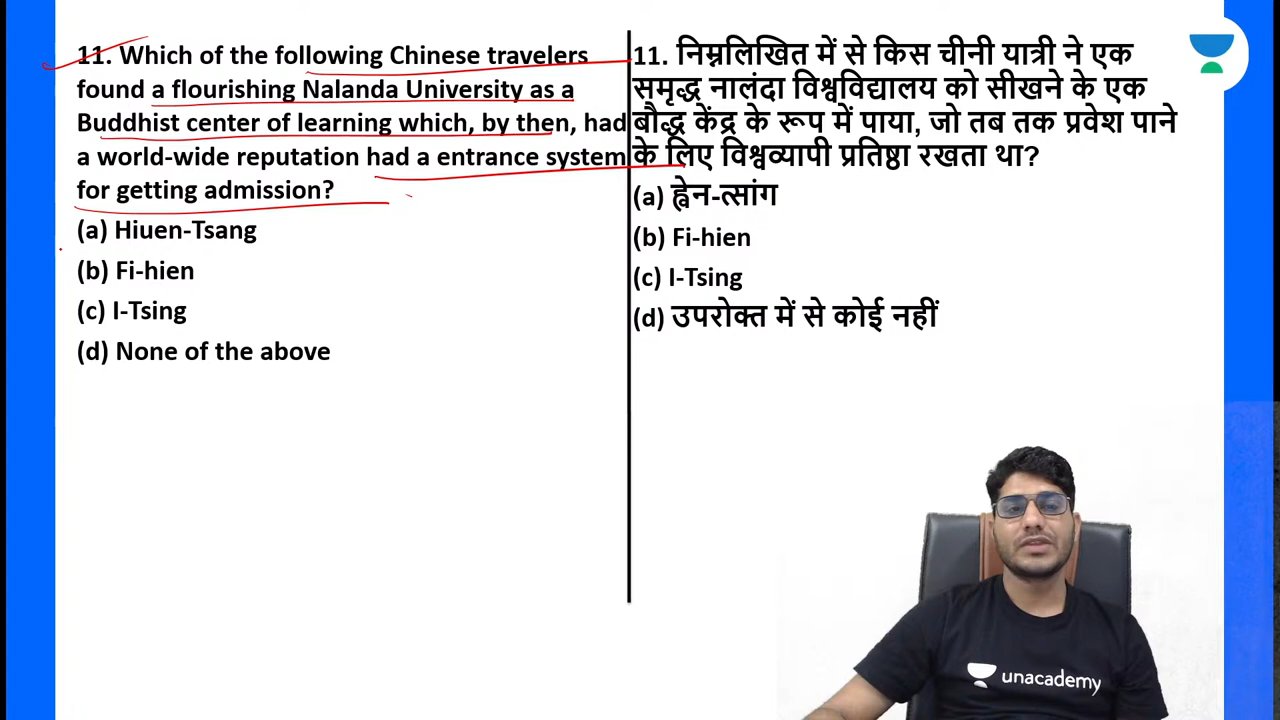 11. Which of the following Chinese travelers
found a flourishing Nalanda University as a
Buddhist center of learning which, by then, had
a world-wide reputation had a entrance system
for getting admission?
(a) Hiuen-Tsang
(b) Fi-hien
(c) I-Tsing
(d) None of the above
11. निम्नलिखित में से किस चीनी यात्री ने एक
समृद्ध नालंदा विश्वविद्यालय को सीखने के एक
बौद्ध केंद्र के रूप में पाया, जो तब तक प्रवेश पाने
के लिए विश्वव्यापी प्रतिष्ठा रखता था?
(a) ह्वेन-त्सांग
(b) Fi-hien
(c) I-Tsing
(d) उपरोक्त में से कोई नहीं
unacademy